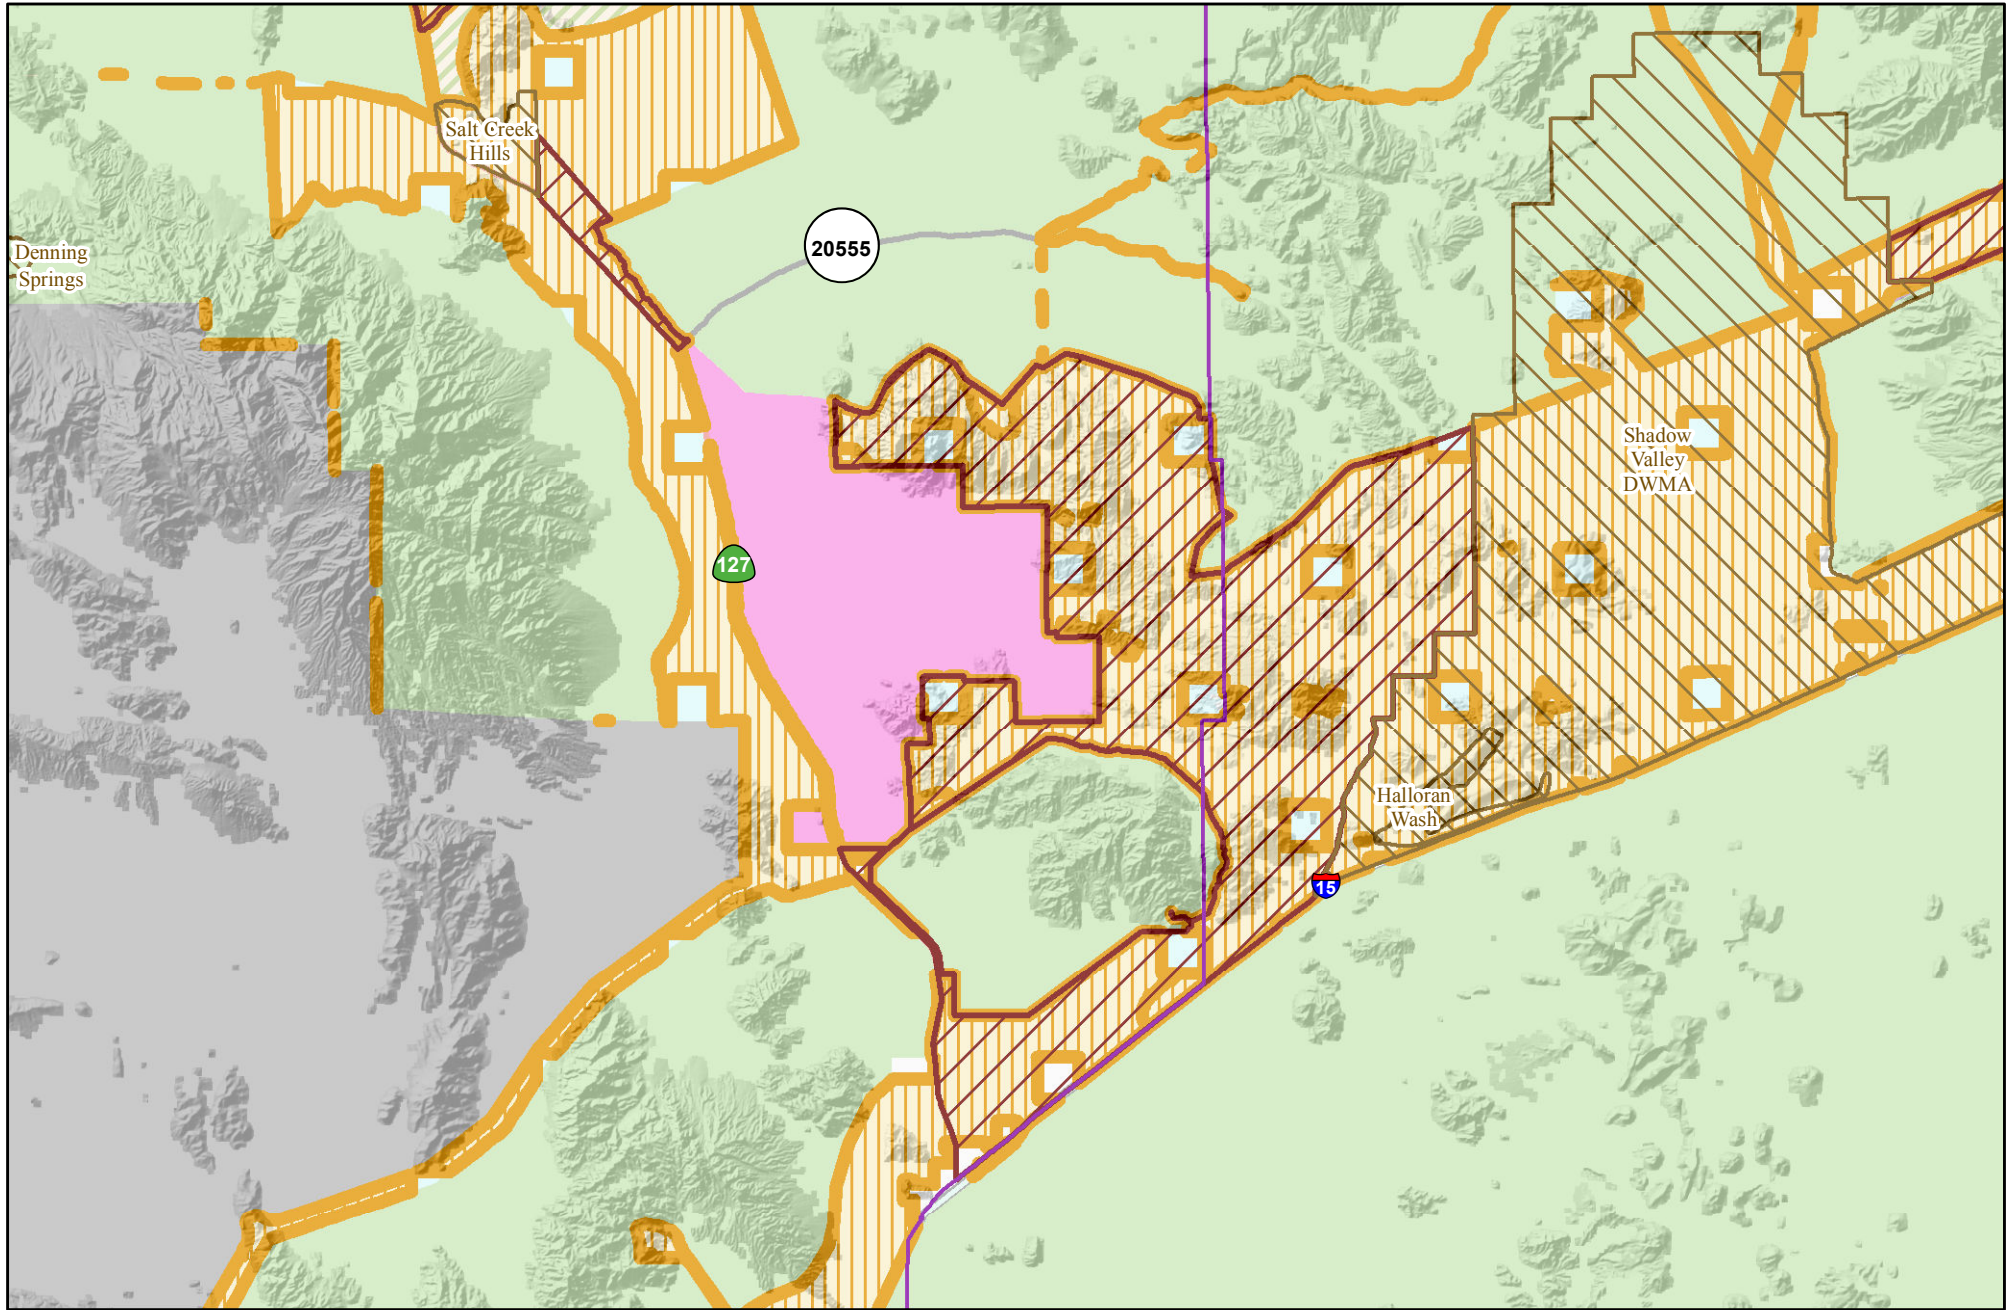 Salt Creek
Hills
20555
Denning
Springs
Shadow
Valley
DWMA
127
Halloran
Wash
15